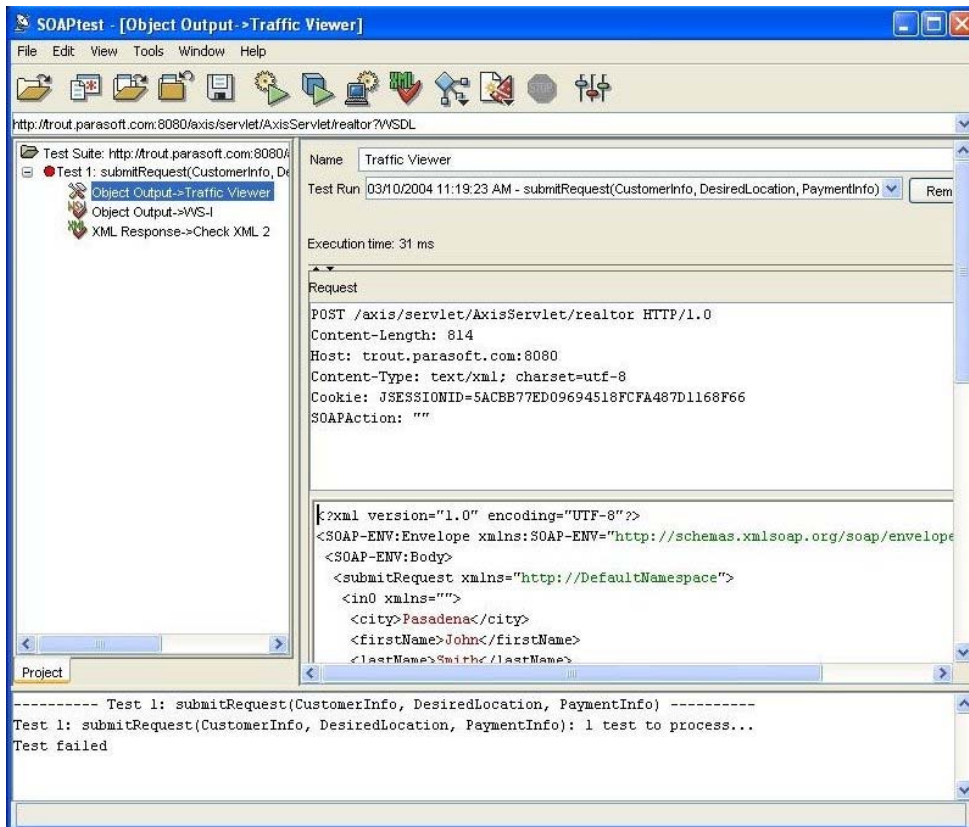 SOAPtest - [Object Output->Traffic Viewer]
File Edit View Tools Window Help
http://trout.parasoft.com:8080/axis/servlet/AxisServlet/realtor?WSDL
Test Suite: http://trout.parasoft.com:8080/
Test 1: submitRequest(CustomerInfo, De
Object Output->Traffic Viewer
Object Output->WS-I
XML Response->Check XML 2
Project
Name Traffic Viewer
Test Run 03/10/2004 11:19:23 AM - submitRequest(CustomerInfo, DesiredLocation, PaymentInfo) Rem
Execution time: 31 ms
Request
POST /axis/servlet/AxisServlet/realtor HTTP/1.0
Content-Length: 814
Host: trout.parasoft.com:8080
Content-Type: text/xml; charset=utf-8
Cookie: JSESSIONID=5ACBB77ED09694518FCFA487D1168F66
SOAPAction: ""
<?xml version="1.0" encoding="UTF-8"?>
<SOAP-ENV:Envelope xmlns:SOAP-ENV="http://schemas.xmlsoap.org/soap/envelope
<SOAP-ENV:Body>
<submitRequest xmlns="http://DefaultNamespace">
<in0 xmlns="">
<city>Pasadena</city>
<firstName>John</firstName>
<lastName>Smith</lastName>
---------- Test 1: submitRequest(CustomerInfo, DesiredLocation, PaymentInfo) ----------
Test 1: submitRequest(CustomerInfo, DesiredLocation, PaymentInfo): 1 test to process...
Test failed